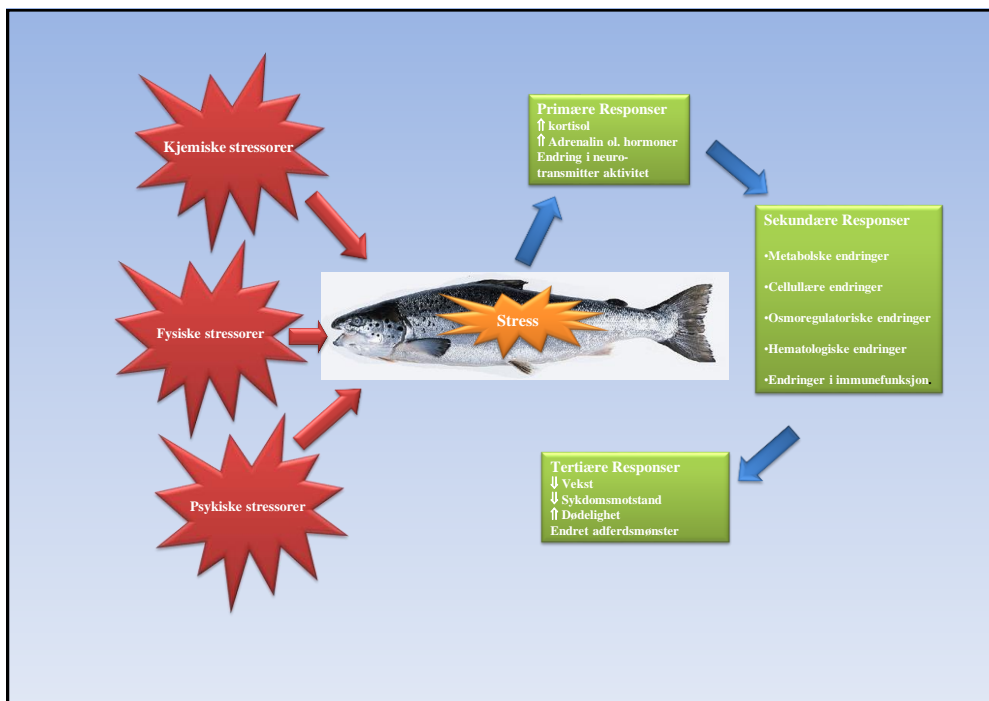 Kjemiske stressorer
Fysiske stressorer
Psykiske stressorer
Stress
Primære Responser
⇑ kortisol
⇑ Adrenalin ol. hormoner
Endring i neuro-
transmitter aktivitet
Sekundære Responser
•Metabolske endringer
•Cellullære endringer
•Osmoregulatoriske endringer
•Hematologiske endringer
•Endringer i immunefunksjon.
Tertiære Responser
⇓ Vekst
⇓ Sykdomsmotstand
⇑ Dødelighet
Endret adferdsmønster